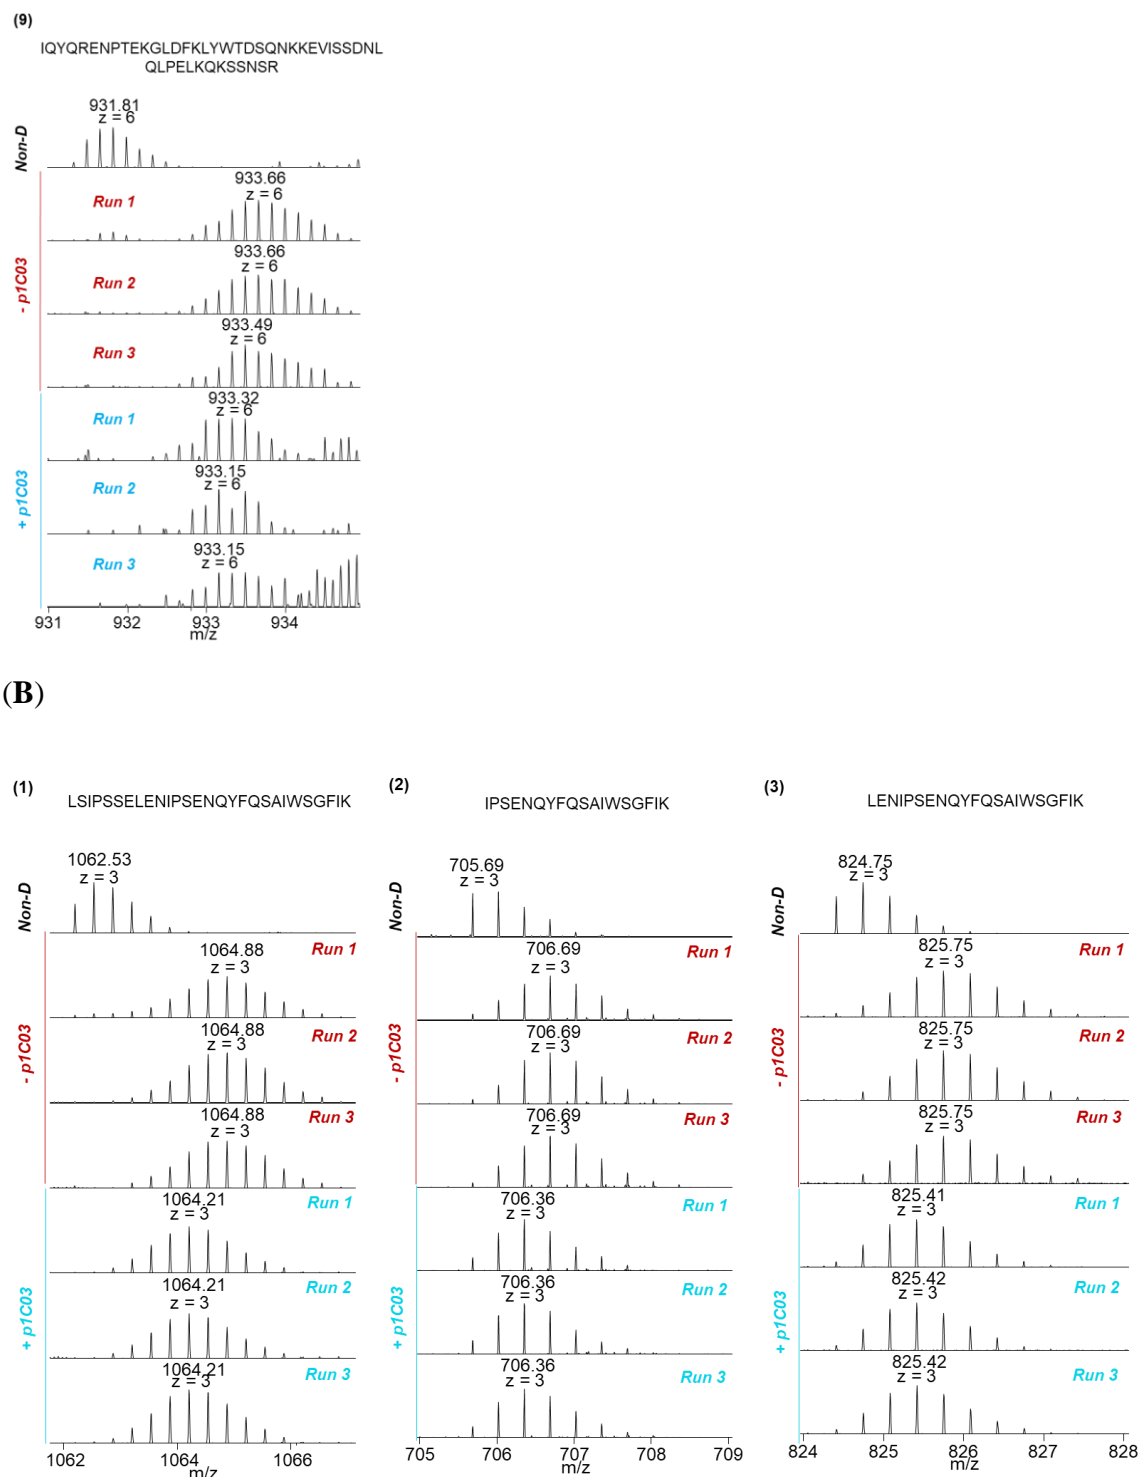 (9)
IQYQRENPTEKGLDFKLYWTDSQNKKEVISSDNL
QLPELKQKSSNSR
Non-D
931.81
z = 6
- p1C03
Run 1
933.66
z = 6
Run 2
933.66
z = 6
Run 3
933.49
z = 6
+ p1C03
Run 1
933.32
z = 6
Run 2
933.15
z = 6
Run 3
933.15
z = 6
931 932 933 934
m/z
(B)
(1)
LSIPSSELENIPSENQYFQSAIWSGFIK
Non-D
1062.53
z = 3
- p1C03
Run 1
1064.88
z = 3
Run 2
1064.88
z = 3
Run 3
1064.88
z = 3
+ p1C03
Run 1
1064.21
z = 3
Run 2
1064.21
z = 3
Run 3
1064.21
z = 3
1062 1064 1066
m/z
(2)
IPSENQYFQSAIWSGFIK
Non-D
705.69
z = 3
- p1C03
Run 1
706.69
z = 3
Run 2
706.69
z = 3
Run 3
706.69
z = 3
+ p1C03
Run 1
706.36
z = 3
Run 2
706.36
z = 3
Run 3
706.36
z = 3
705 706 707 708 709
m/z
(3)
LENIPSENQYFQSAIWSGFIK
Non-D
824.75
z = 3
- p1C03
Run 1
825.75
z = 3
Run 2
825.75
z = 3
Run 3
825.75
z = 3
+ p1C03
Run 1
825.41
z = 3
Run 2
825.42
z = 3
Run 3
825.42
z = 3
824 825 826 827 828
m/z